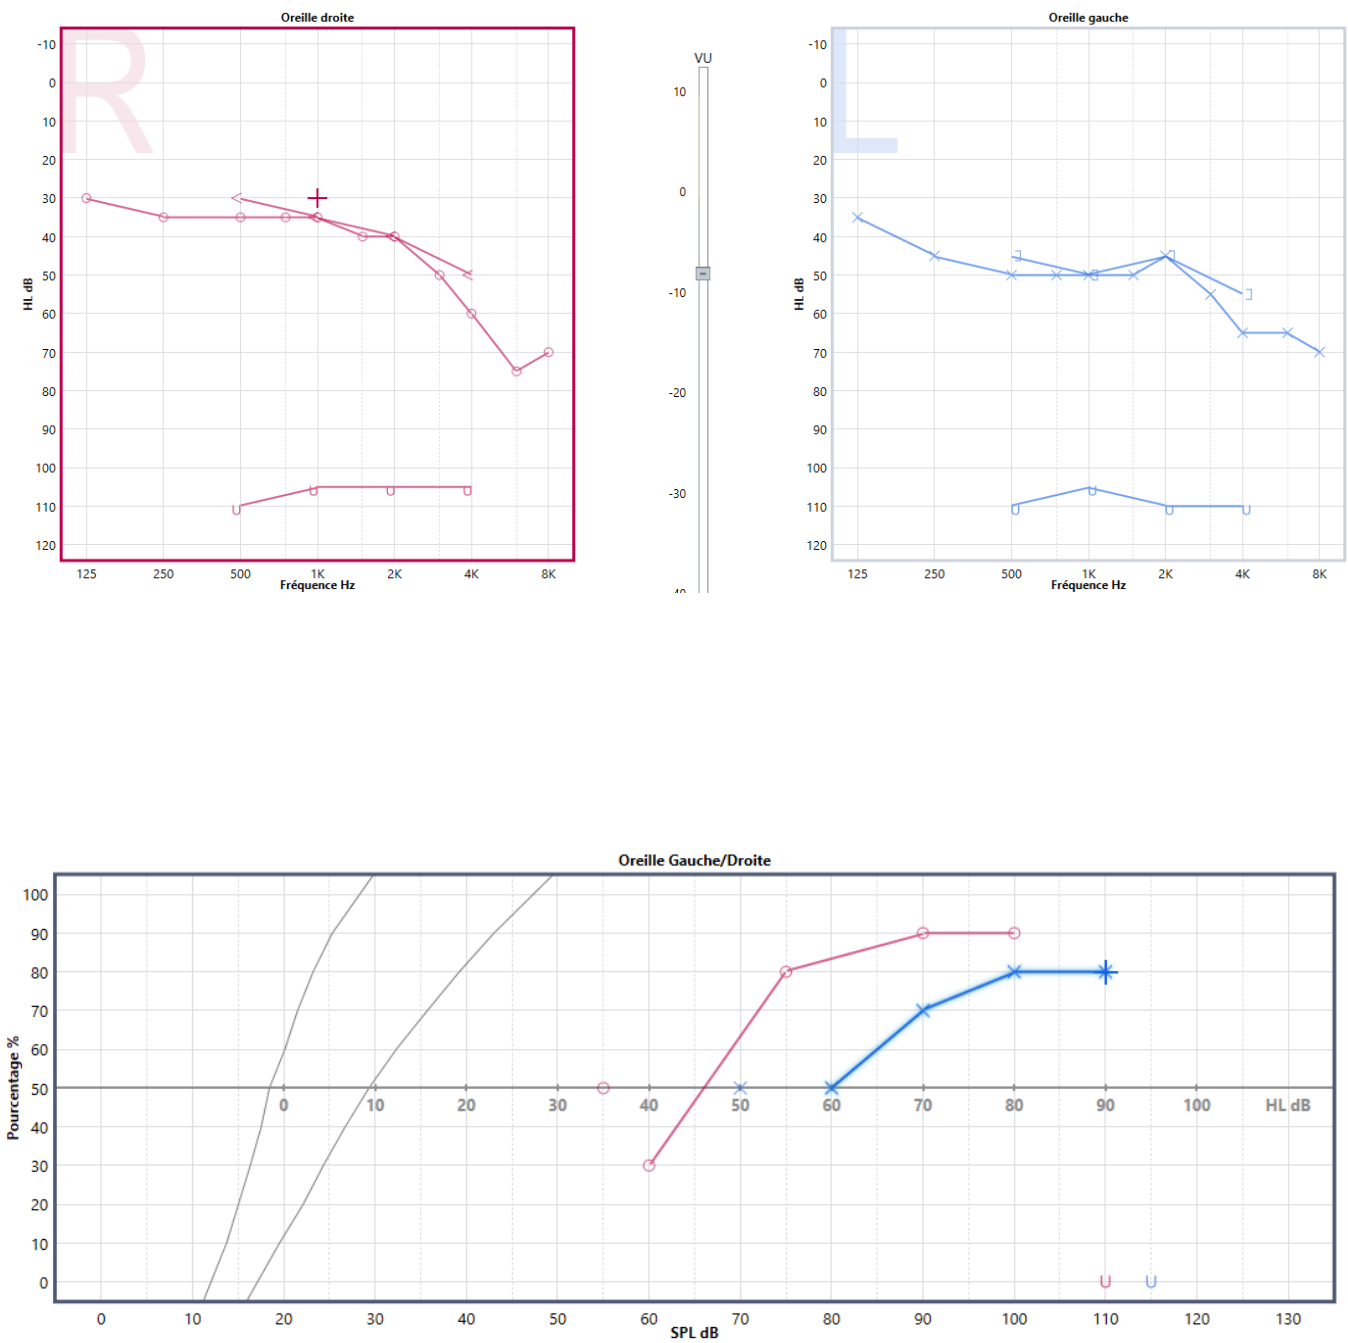 Oreille droite
R
-10
0
10
20
30
40
50
60
70
80
90
100
110
120
HL dB
125 250 500 1K 2K 4K 8K
Fréquence Hz
VU
10
0
-10
-20
-30
-40
Oreille gauche
L
-10
0
10
20
30
40
50
60
70
80
90
100
110
120
HL dB
125 250 500 1K 2K 4K 8K
Fréquence Hz
Oreille Gauche/Droite
100
90
80
70
60
50
40
30
20
10
0
Pourcentage %
0 10 20 30 40 50 60 70 80 90 100 HL dB
0 10 20 30 40 50 60 70 80 90 100 110 120 130
SPL dB